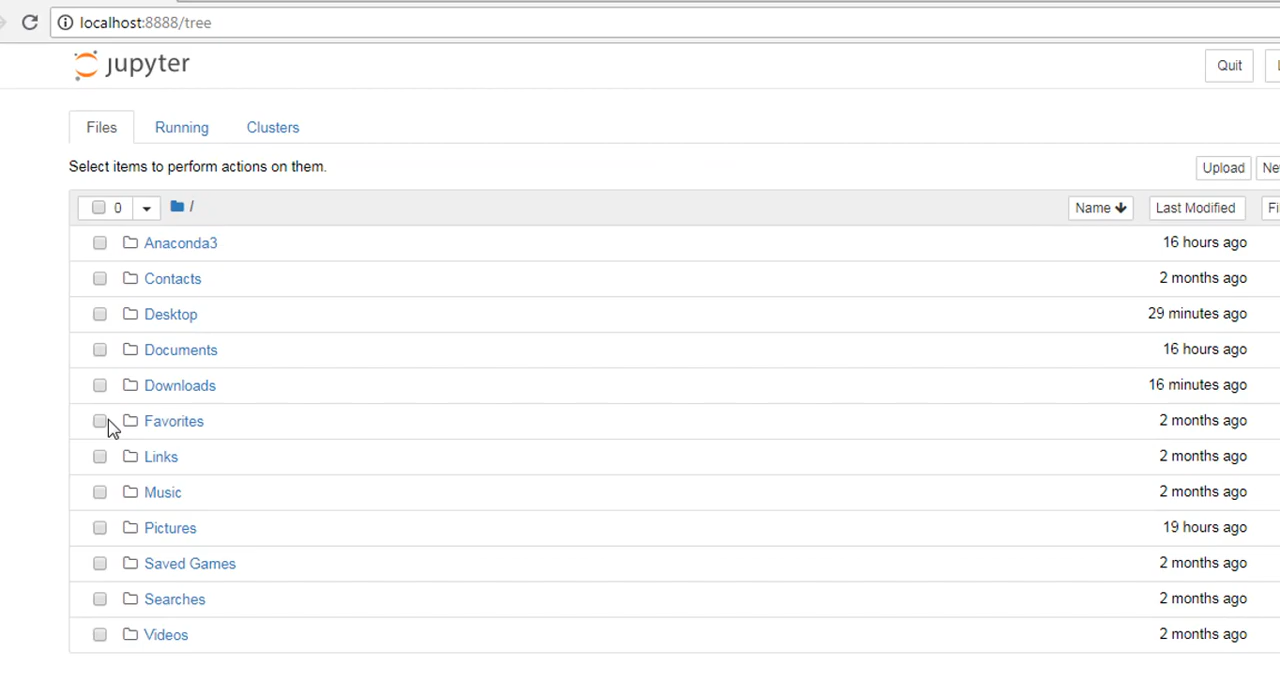 localhost:8888/tree
jupyter
Quit
Files Running Clusters
Select items to perform actions on them.
Upload
0 /
Name Last Modified
Anaconda3 16 hours ago
Contacts 2 months ago
Desktop 29 minutes ago
Documents 16 hours ago
Downloads 16 minutes ago
Favorites 2 months ago
Links 2 months ago
Music 2 months ago
Pictures 19 hours ago
Saved Games 2 months ago
Searches 2 months ago
Videos 2 months ago